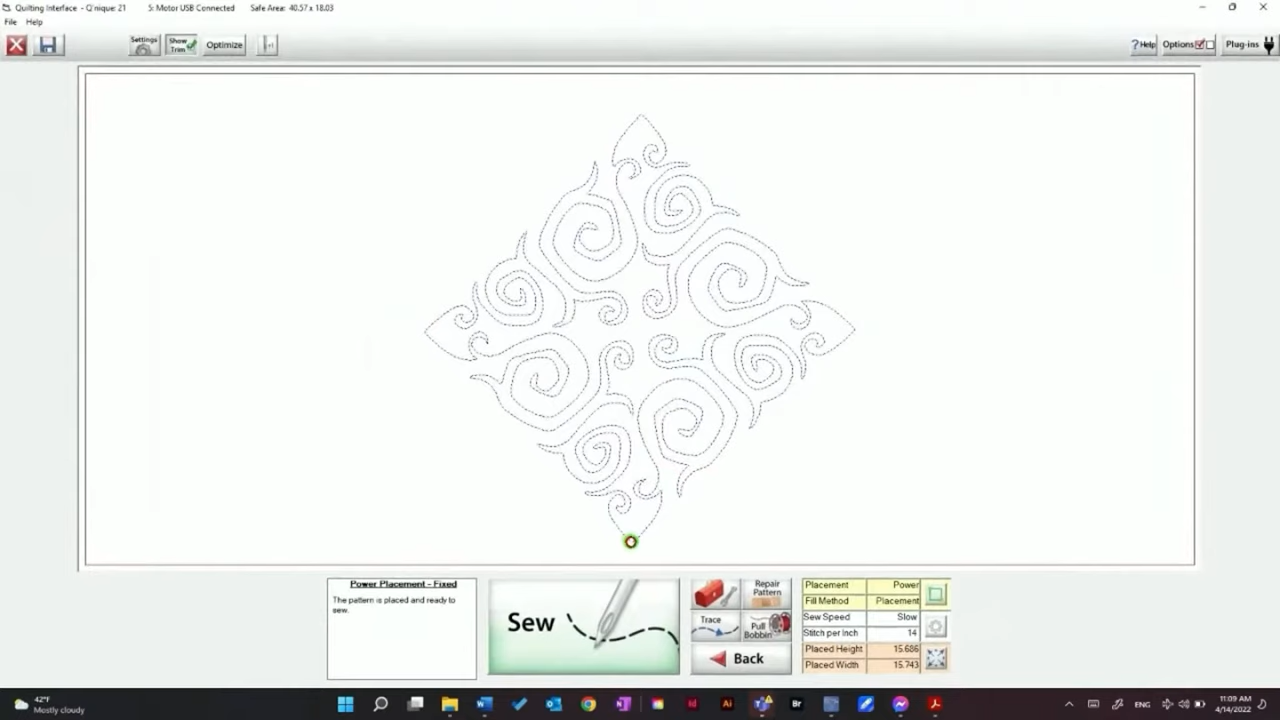 Quilting Interface - Q'nique: 21 5: Motor USB Connected Safe Area: 40.57 x 18.03
File Help
Settings Show Trim Optimize ?Help Options Plug-ins
Power Placement - Fixed
The pattern is placed and ready to
sew.
Sew
Repair
Pattern
Trace
Pull
Bobbin
Back
Placement Power
Fill Method Placement
Sew Speed Slow
Stitch per Inch 14
Placed Height 15.686
Placed Width 15.743
42°F
Mostly cloudy
Ai
Br
ENG
11:09 AM
4/14/2022